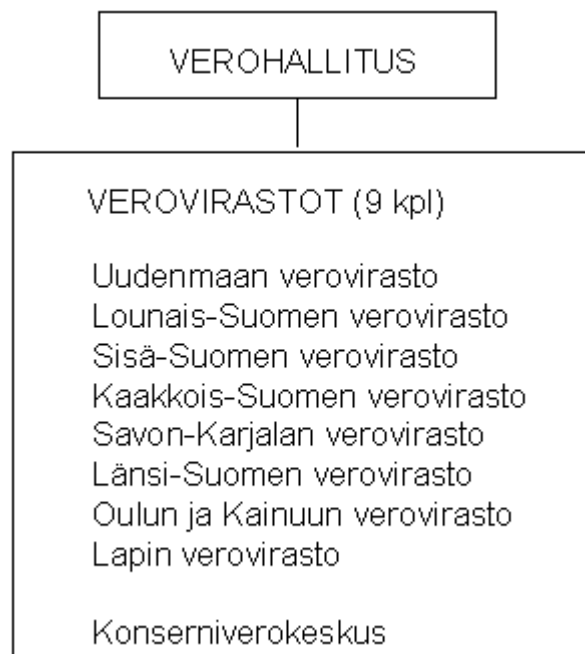 VEROHALLITUS
VEROVIRASTOT (9 kpl)
Uudenmaan verovirasto
Lounais-Suomen verovirasto
Sisä-Suomen verovirasto
Kaakkois-Suomen verovirasto
Savon-Karjalan verovirasto
Länsi-Suomen verovirasto
Oulun ja Kainuun verovirasto
Lapin verovirasto
Konserniverokeskus